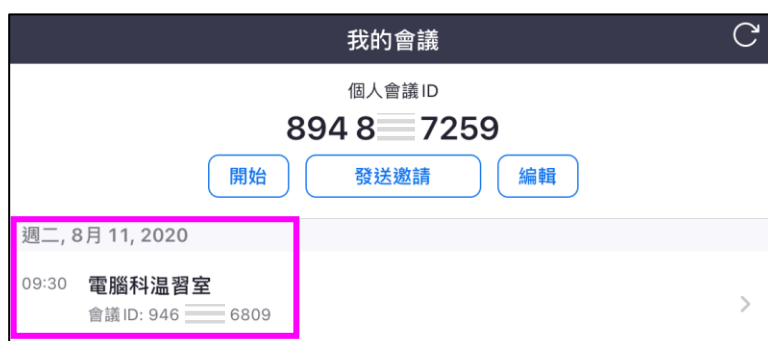 我的會議
個人會議ID
894 8 7259
開始 發送邀請 編輯
週二, 8月 11, 2020
09:30 電腦科温習室
會議ID: 946 6809